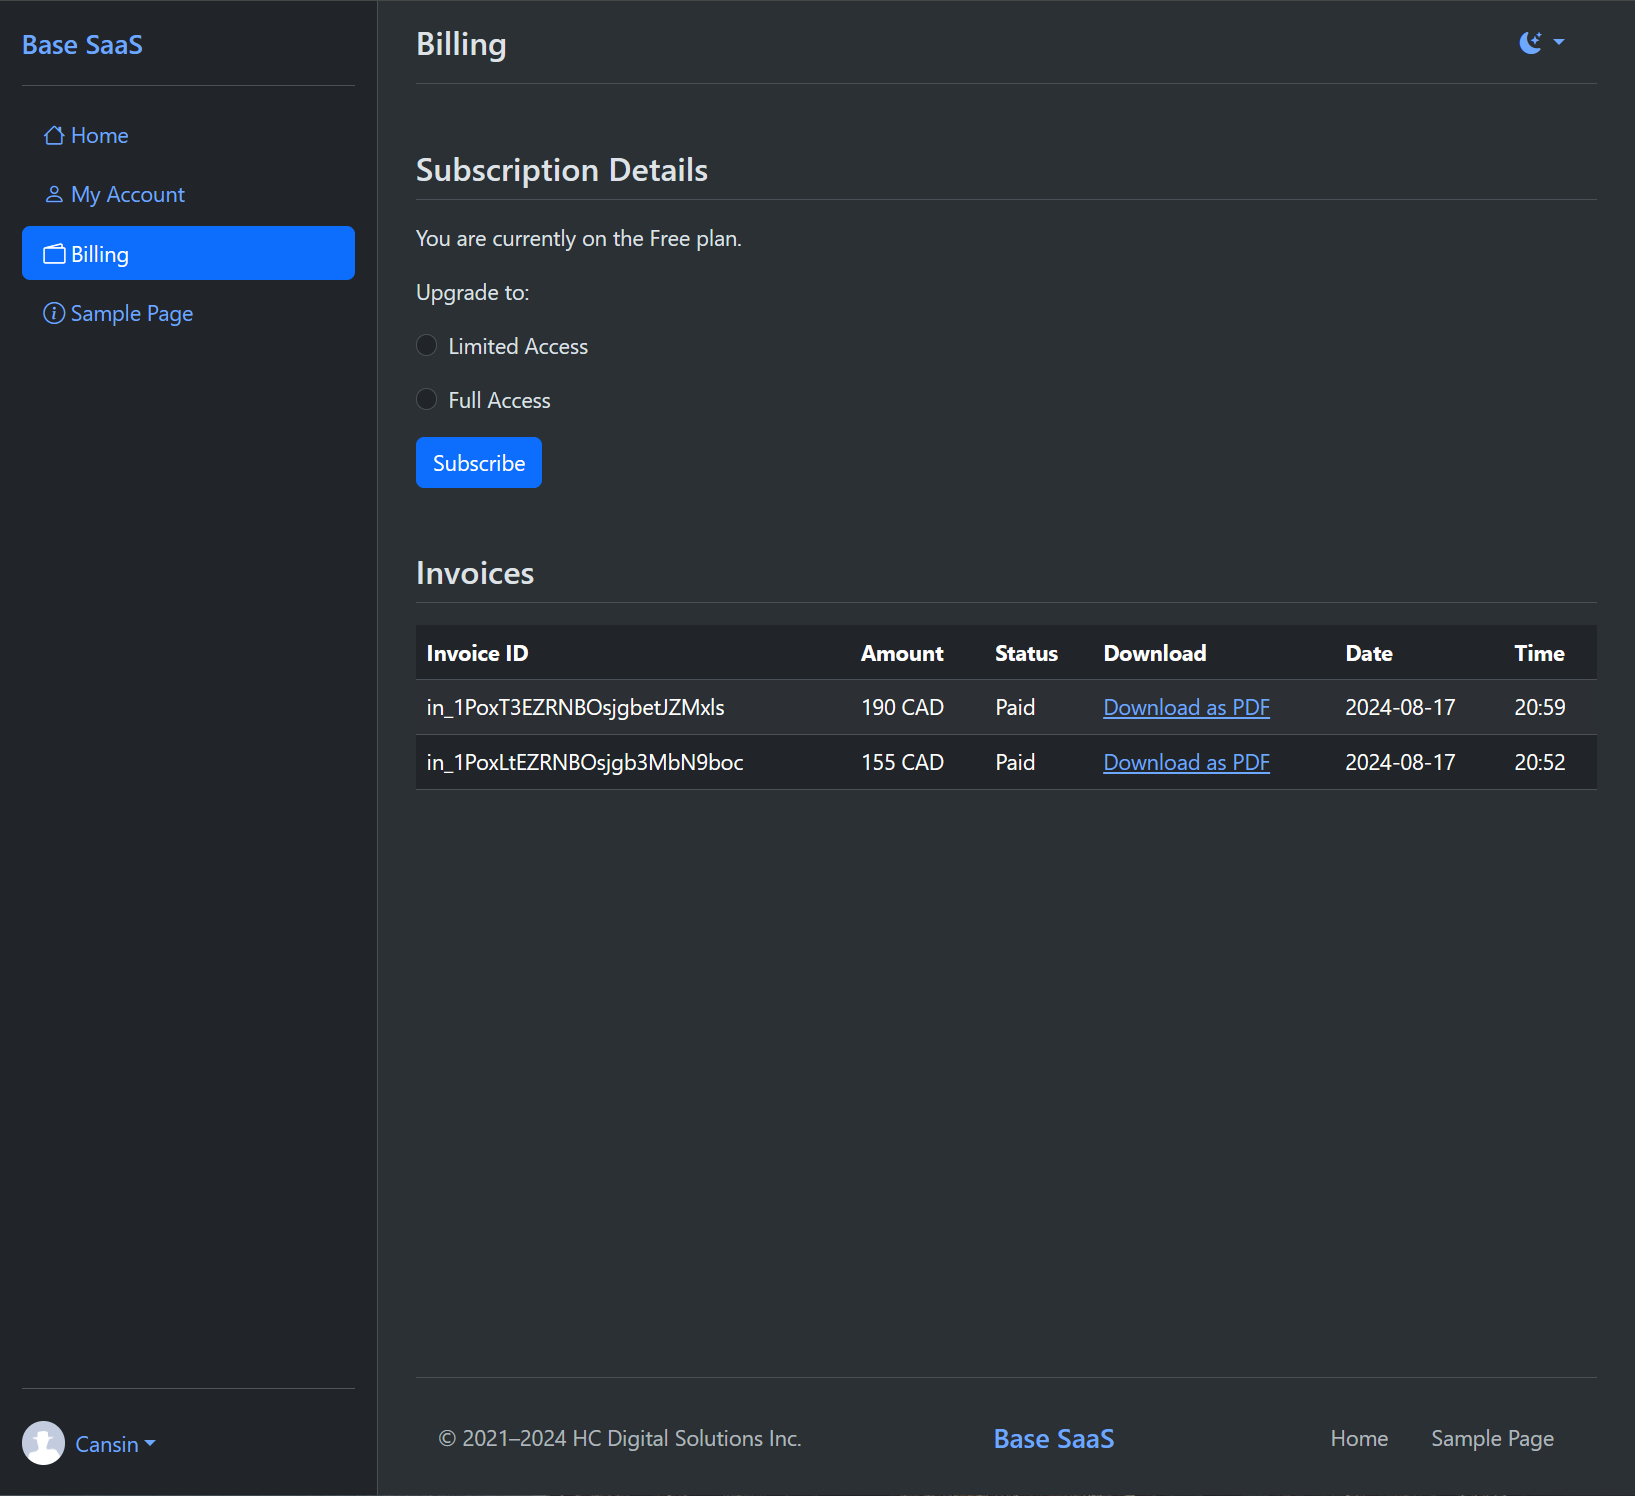 Base SaaS
Home
My Account
Billing
Sample Page
Cansin
Billing
Subscription Details
You are currently on the Free plan.
Upgrade to:
Limited Access
Full Access
Subscribe
Invoices
Invoice ID Amount Status Download Date Time
in_1PoxT3EZRNBOsjgbetJZMxls 190 CAD Paid Download as PDF 2024-08-17 20:59
in_1PoxLtEZRNBOsjgb3MbN9boc 155 CAD Paid Download as PDF 2024-08-17 20:52
© 2021–2024 HC Digital Solutions Inc. Base SaaS Home Sample Page